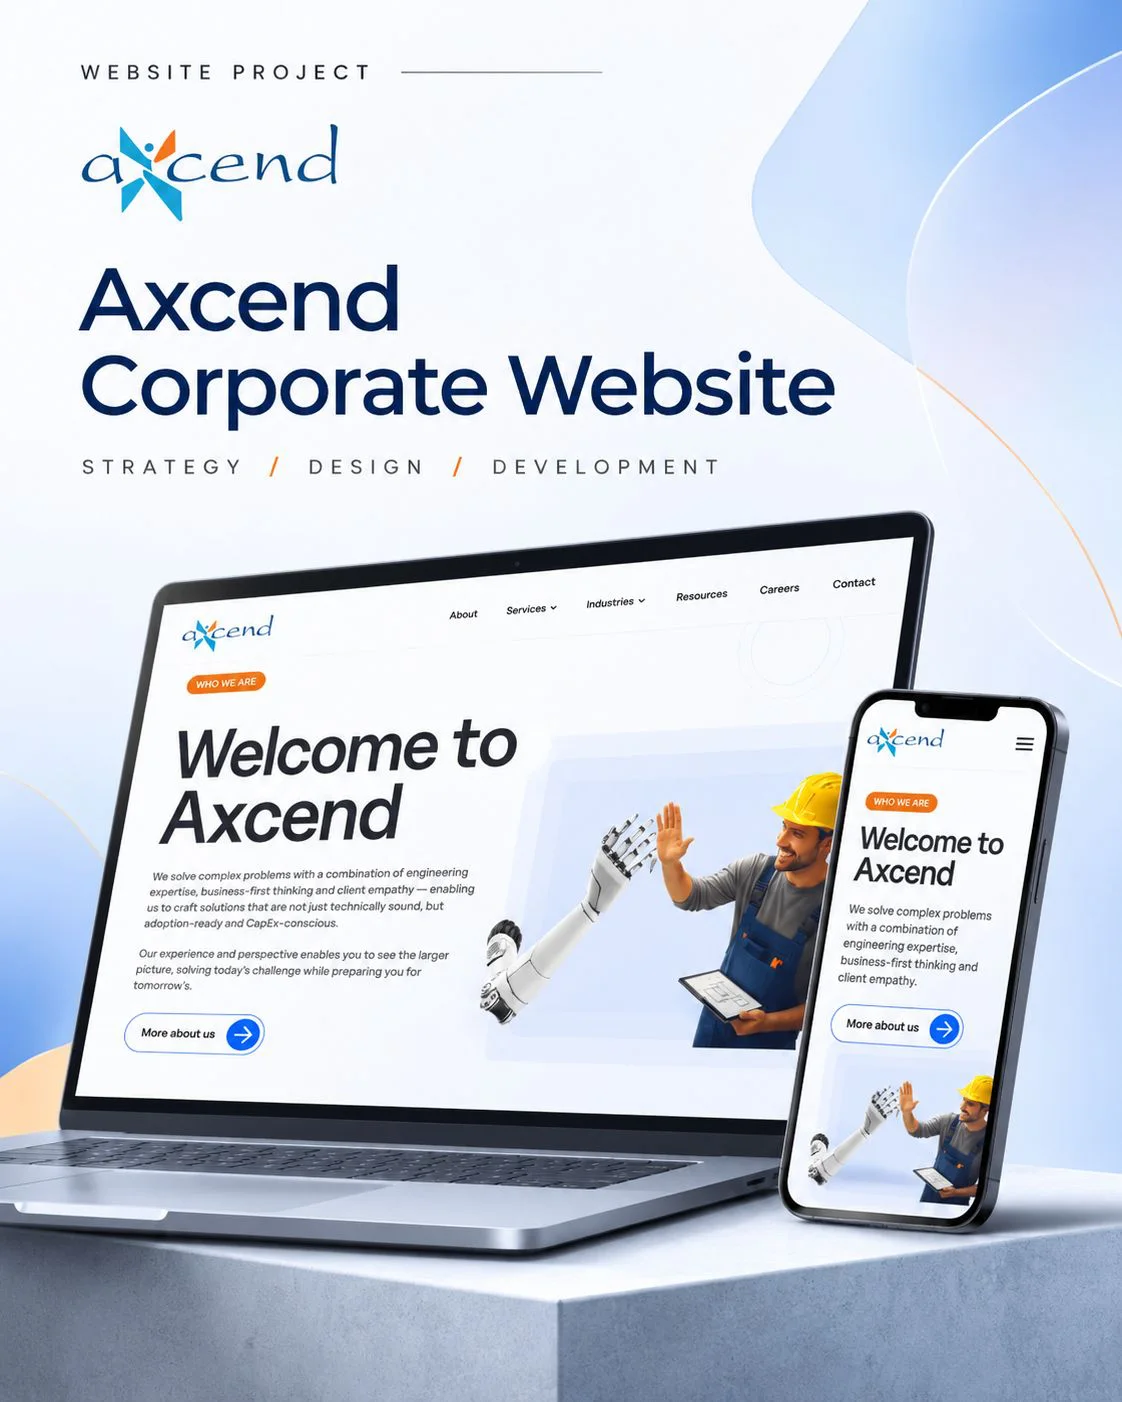 WEBSITE PROJECT
axcend
Axcend
Corporate Website
STRATEGY / DESIGN / DEVELOPMENT
axcend
About Services Industries Resources Careers Contact
WHO WE ARE
Welcome to
Axcend
We solve complex problems with a combination of engineering
expertise, business-first thinking and client empathy — enabling
us to craft solutions that are not just technically sound, but
adoption-ready and CapEx-conscious.
Our experience and perspective enables you to see the larger
picture, solving today's challenge while preparing you for
tomorrow's.
More about us
axcend
WHO WE ARE
Welcome to
Axcend
We solve complex problems
with a combination of
engineering expertise,
business-first thinking and
client empathy.
More about us